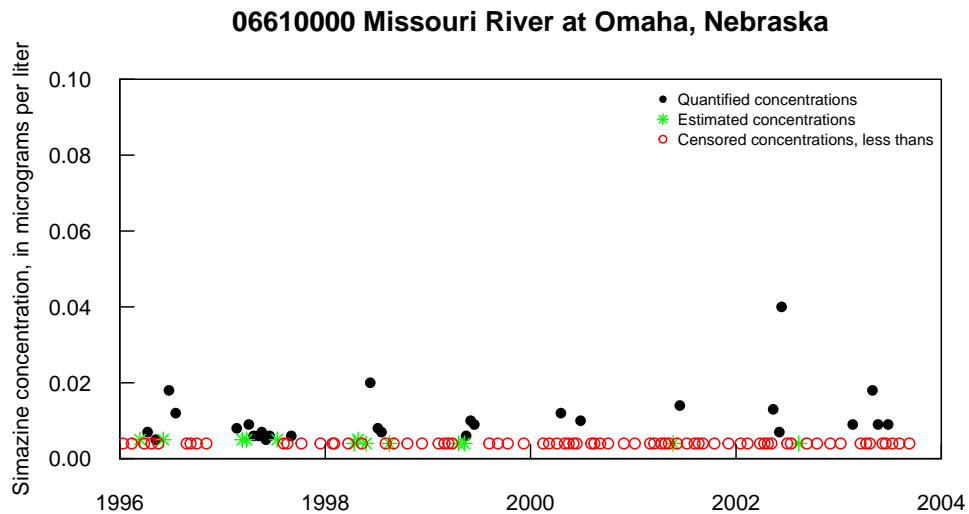 06610000 Missouri River at Omaha, Nebraska
Simazine concentration, in micrograms per liter
0.10
0.08
0.06
0.04
0.02
0.00
Quantified concentrations
Estimated concentrations
Censored concentrations, less thans
1996
1998
2000
2002
2004